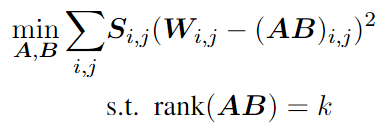 min_{A,B} ∑_{i,j} S_{i,j}(W_{i,j} − (AB)_{i,j})²
s.t. rank(AB) = k